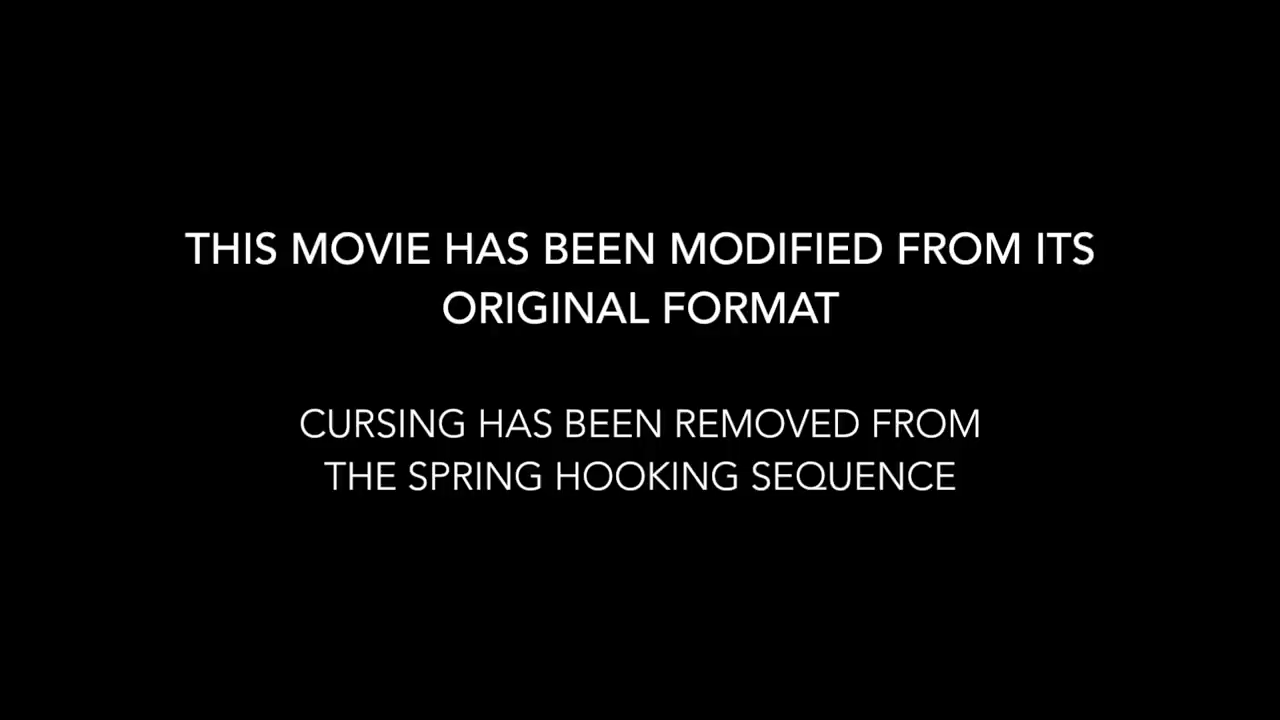 THIS MOVIE HAS BEEN MODIFIED FROM ITS
ORIGINAL FORMAT
CURSING HAS BEEN REMOVED FROM
THE SPRING HOOKING SEQUENCE